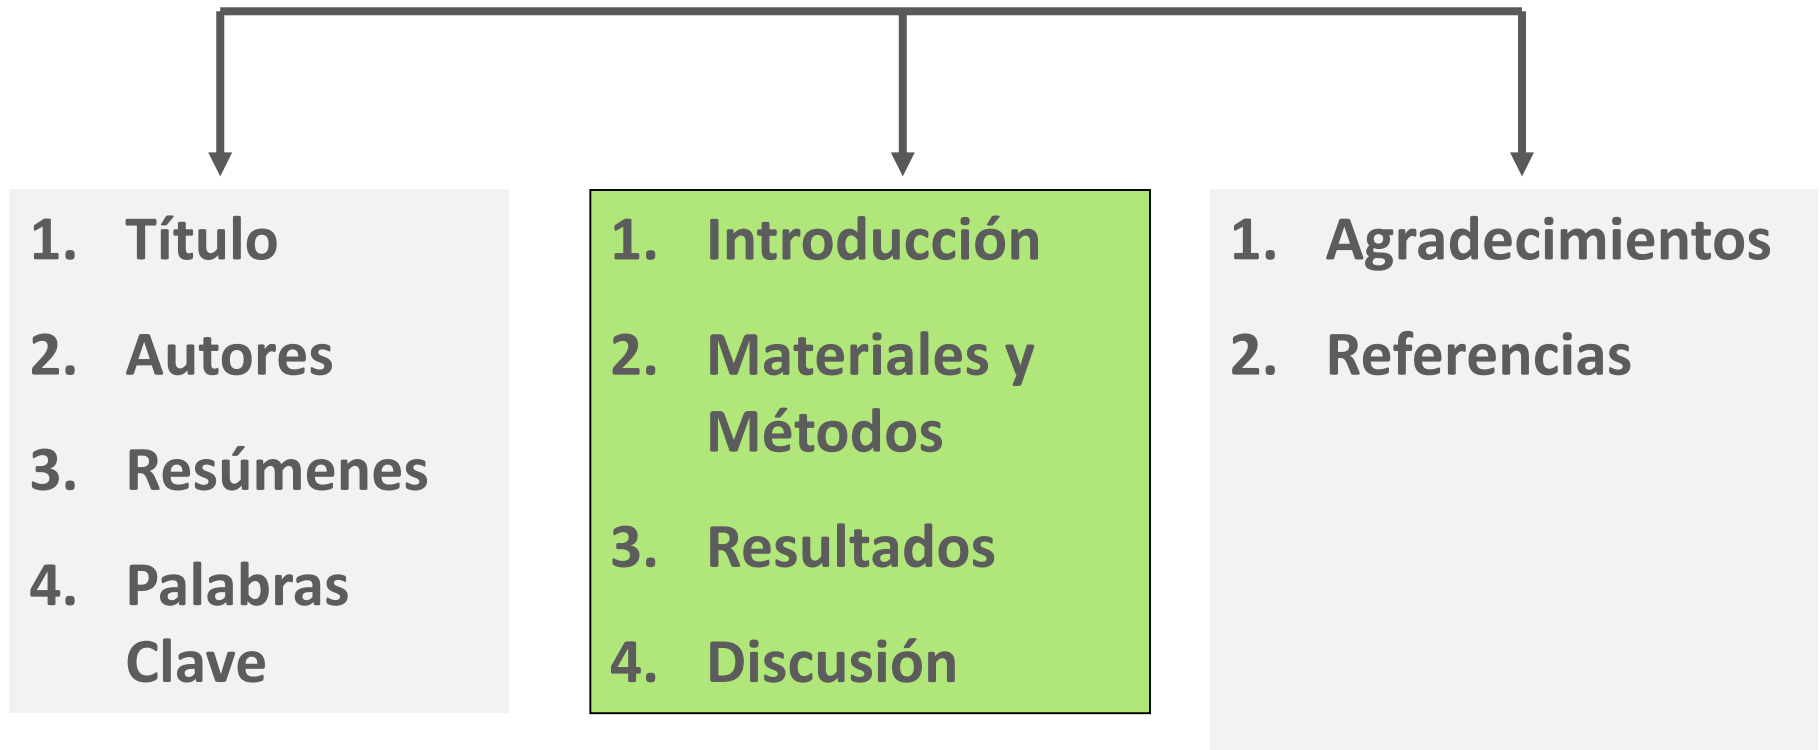 1. Título
2. Autores
3. Resúmenes
4. Palabras
Clave
1. Introducción
2. Materiales y
Métodos
3. Resultados
4. Discusión
1. Agradecimientos
2. Referencias